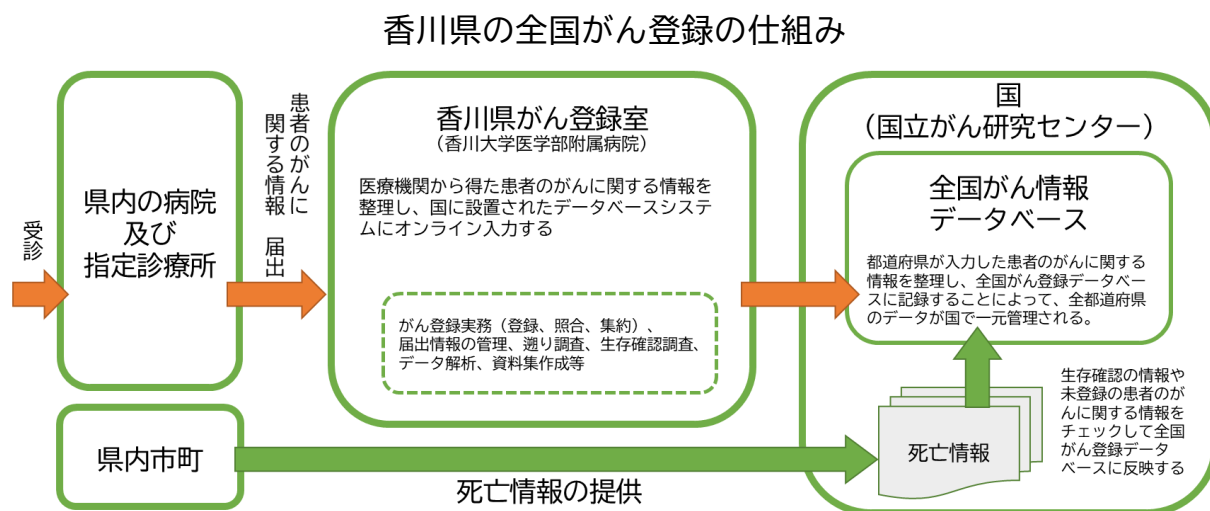 香川県の全国がん登録の仕組み
受診
県内の病院
及び
指定診療所
患者のがんに
関する情報 届出
香川県がん登録室
（香川大学医学部附属病院）
医療機関から得た患者のがんに関する情報を
整理し、国に設置されたデータベースシステ
ムにオンライン入力する
がん登録実務（登録、照合、集約）、
届出情報の管理、遡り調査、生存確認調査、
データ解析、資料集作成等
国
（国立がん研究センター）
全国がん情報
データベース
都道府県が入力した患者のがんに関する
情報を整理し、全国がん登録データベー
スに記録することによって、全都道府県
のデータが国で一元管理される。
県内市町
死亡情報の提供
死亡情報
生存確認の情報や
未登録の患者のが
んに関する情報を
チェックして全国
がん登録データ
ベースに反映する